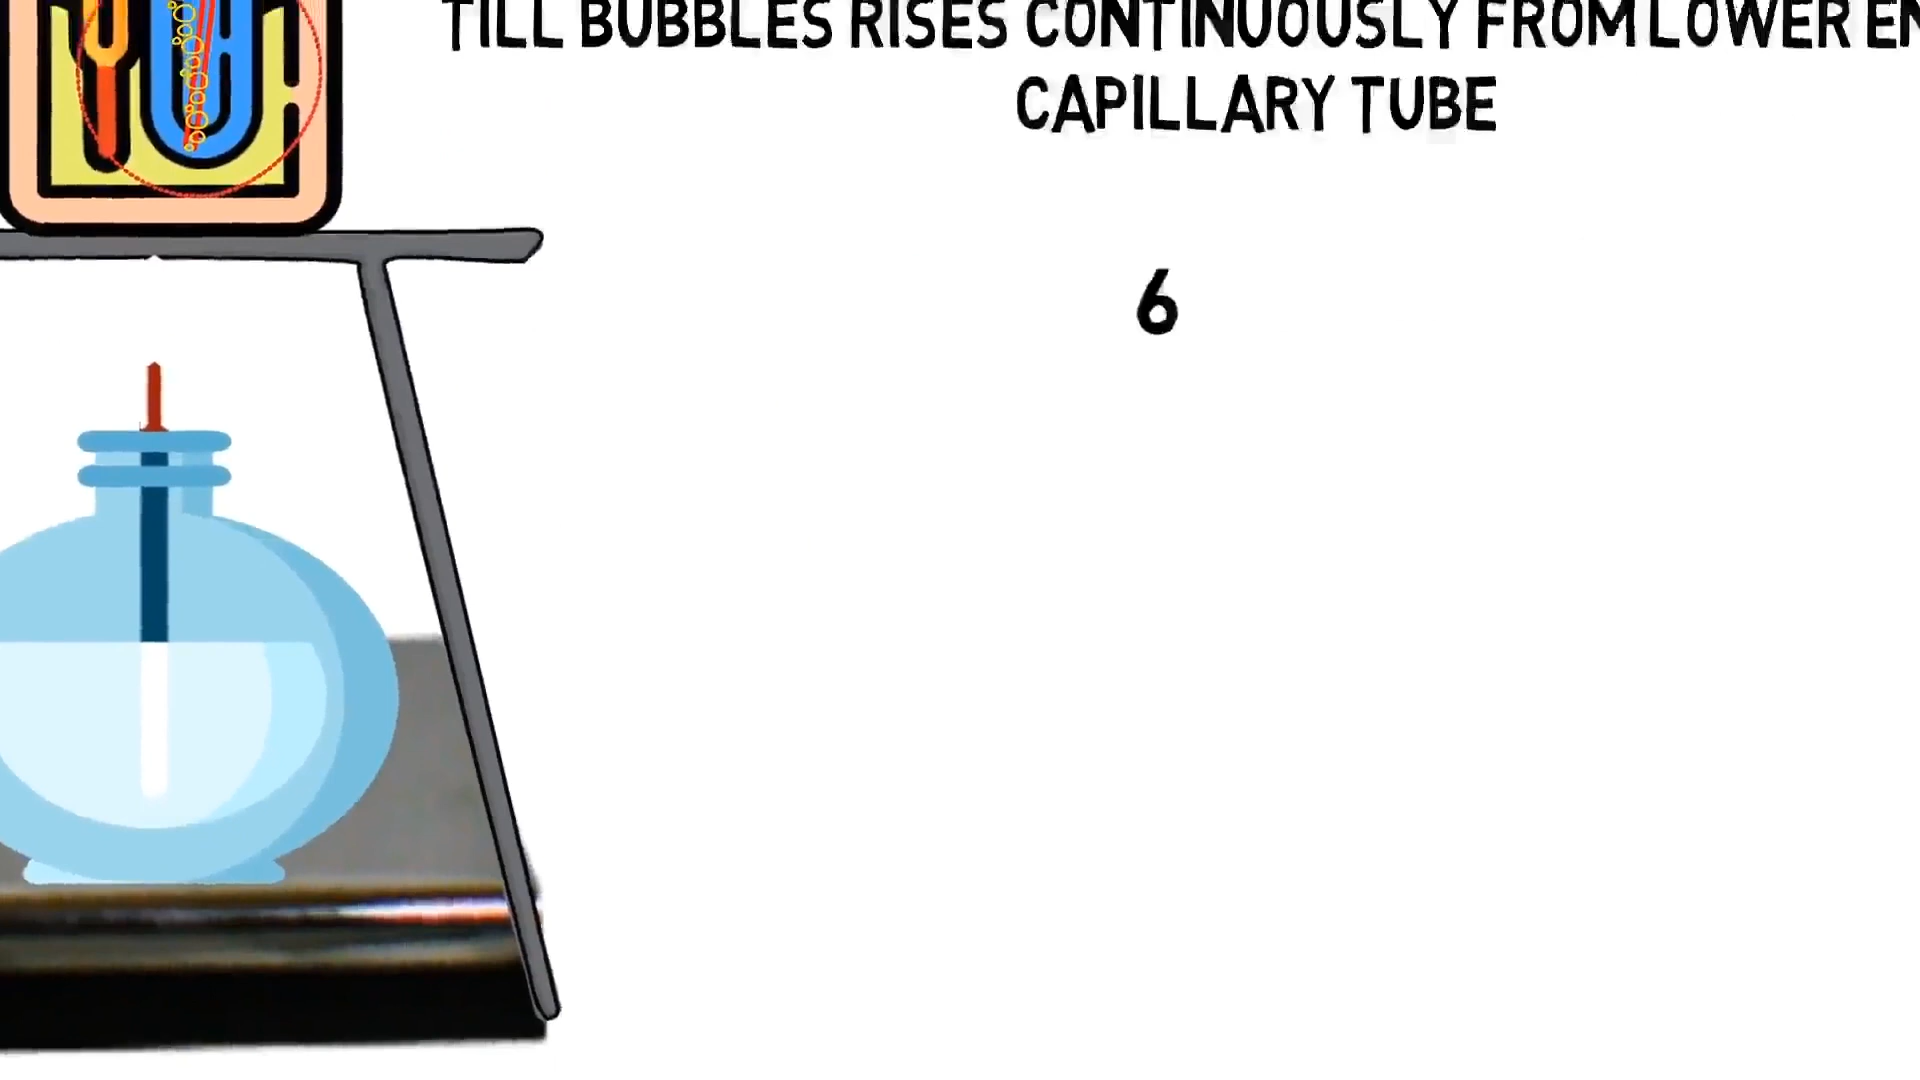 TILL BUBBLES RISES CONTINUOUSLY FROM LOWER
CAPILLARY TUBE
6